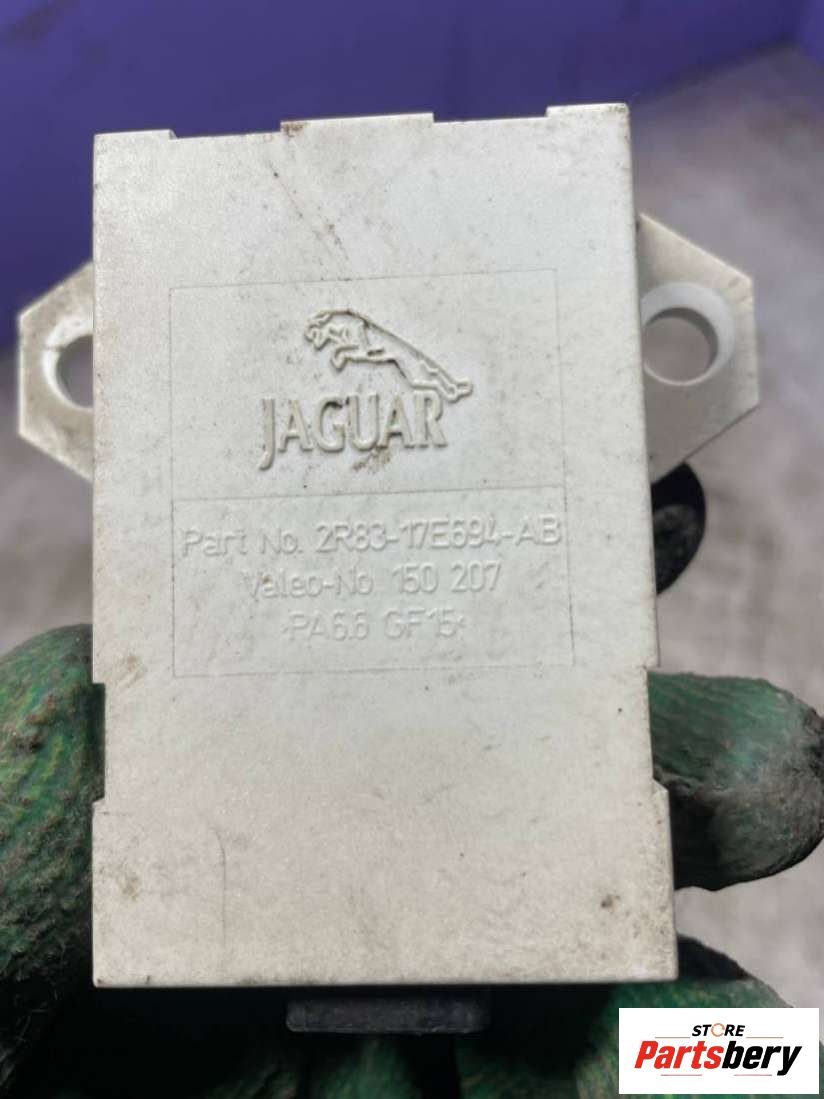 JAGUAR
Part No. 2R83-17E694-AB
Valeo-No 150 207
›PA6.6 GF15‹
STORE
Partsbery